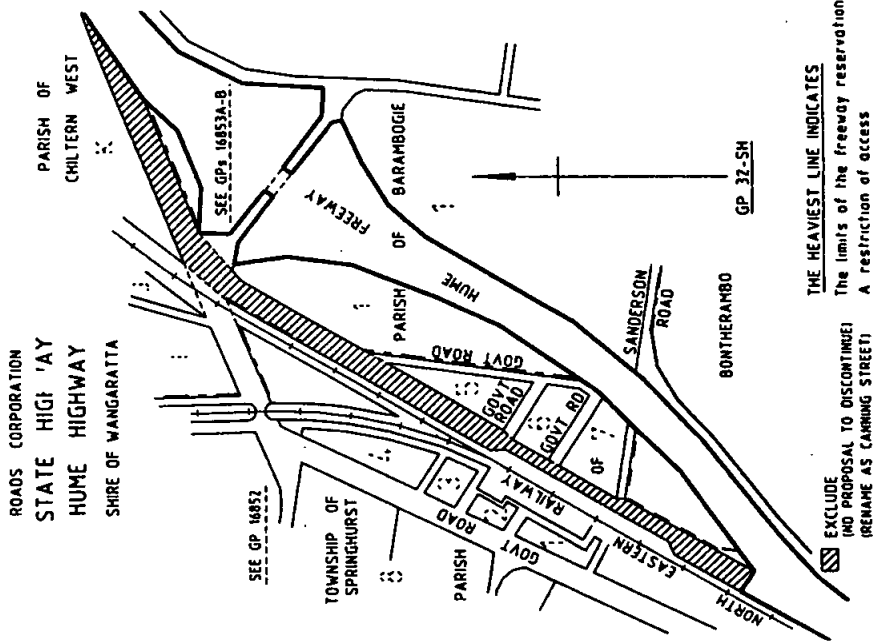 ROADS CORPORATION
STATE HIGHWAY
HUME HIGHWAY
SHIRE OF WANGARATTA
PARISH OF
CHILTERN WEST
SEE GPs 16853A-B
SEE GP 16852
TOWNSHIP OF
SPRINGHURST
PARISH
OF
BARAMBOGIE
PARISH
OF
BONTHERAMBO
HUME
FREEWAY
GOVT ROAD
GOVT
ROAD
GOVT RD
SANDERSON
ROAD
GOVT
ROAD
NORTH
EASTERN
RAILWAY
GP 32-SH
EXCLUDE
(NO PROPOSAL TO DISCONTINUE)
(RENAME AS CANNING STREET)
THE HEAVIEST LINE INDICATES
The limits of the freeway reservation
A restriction of access